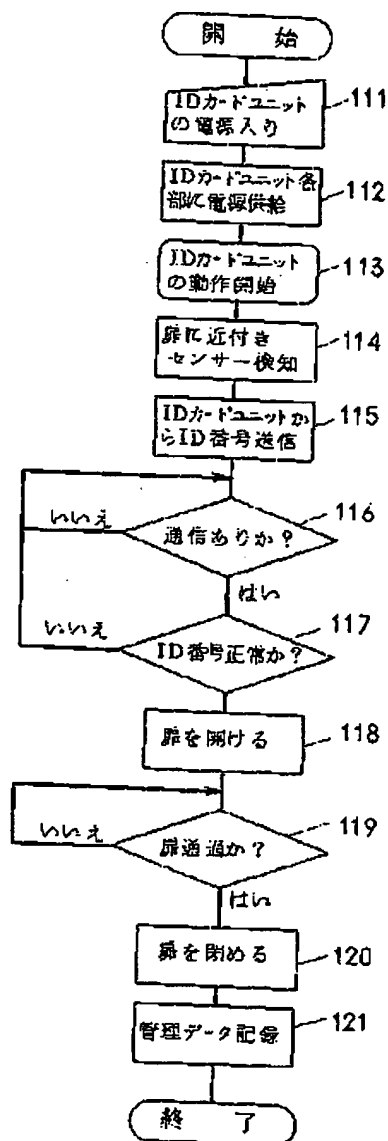 開 始
IDカードユニット
の電源入り
111
IDカードユニット各
部に電源供給
112
IDカードユニット
の動作開始
113
扉に近付き
センサー検知
114
IDカードユニットか
らID番号送信
115
いいえ
通信ありか？
116
はい
いいえ
ID番号正常か？
117
扉を開ける
118
いいえ
扉通過か？
119
はい
扉を閉める
120
管理データ記録
121
終 了